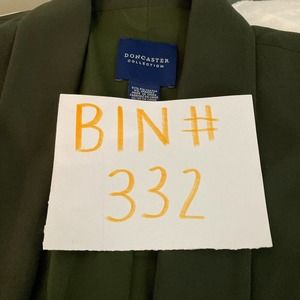 DONCASTER
COLLECTION
BIN #
332